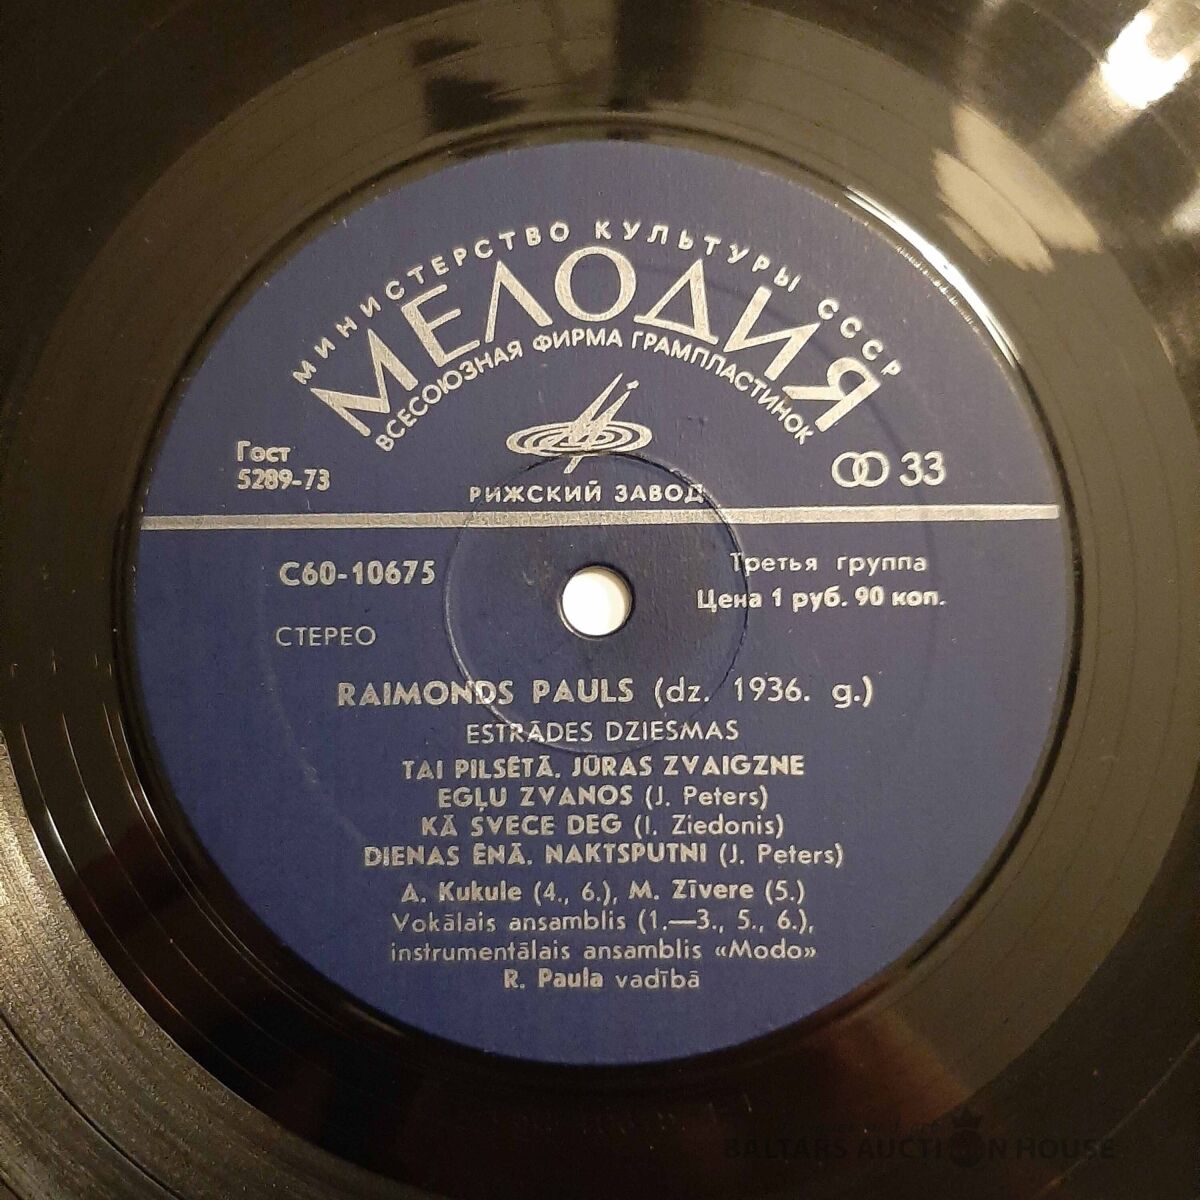 МИНИСТЕРСТВО КУЛЬТУРЫ СССР
МЕЛОДИЯ
ВСЕСОЮЗНАЯ ФИРМА ГРАМПЛАСТИНОК
Гост
5289-73
33
РИЖСКИЙ ЗАВОД
С60-10675
Третья группа
Цена 1 руб. 90 коп.
СТЕРЕО
RAIMONDS PAULS (dz. 1936. g.)
ESTRĀDES DZIESMAS
TAI PILSĒTĀ. JŪRAS ZVAIGZNE
EGĻU ZVANOS (J. Peters)
KĀ SVECE DEG (I. Ziedonis)
DIENAS ĒNĀ. NAKTSPUTNI (J. Peters)
A. Kukule (4., 6.), M. Zīvere (5.)
Vokālais ansamblis (1.—3., 5., 6.),
instrumentālais ansamblis «Modo»
R. Paula vadībā
BALTARS AUCTION HOUSE